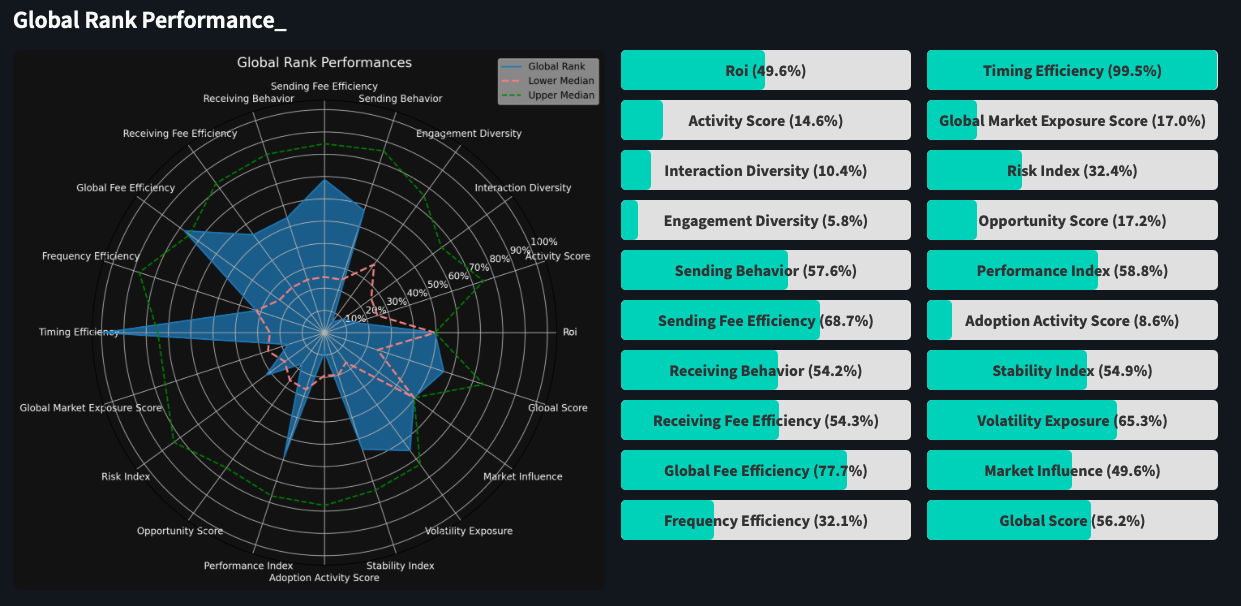 Global Rank Performance_
Global Rank Performances
Global Rank
Lower Median
Upper Median
Sending Fee Efficiency
Receiving Behavior
Sending Behavior
Receiving Fee Efficiency
Engagement Diversity
Global Fee Efficiency
Interaction Diversity
Frequency Efficiency
Activity Score
Timing Efficiency
Roi
Global Market Exposure Score
Global Score
Risk Index
Market Influence
Opportunity Score
Volatility Exposure
Performance Index
Stability Index
Adoption Activity Score
10%
20%
30%
40%
50%
60%
70%
80%
90%
100%
Roi (49.6%)
Activity Score (14.6%)
Interaction Diversity (10.4%)
Engagement Diversity (5.8%)
Sending Behavior (57.6%)
Sending Fee Efficiency (68.7%)
Receiving Behavior (54.2%)
Receiving Fee Efficiency (54.3%)
Global Fee Efficiency (77.7%)
Frequency Efficiency (32.1%)
Timing Efficiency (99.5%)
Global Market Exposure Score (17.0%)
Risk Index (32.4%)
Opportunity Score (17.2%)
Performance Index (58.8%)
Adoption Activity Score (8.6%)
Stability Index (54.9%)
Volatility Exposure (65.3%)
Market Influence (49.6%)
Global Score (56.2%)